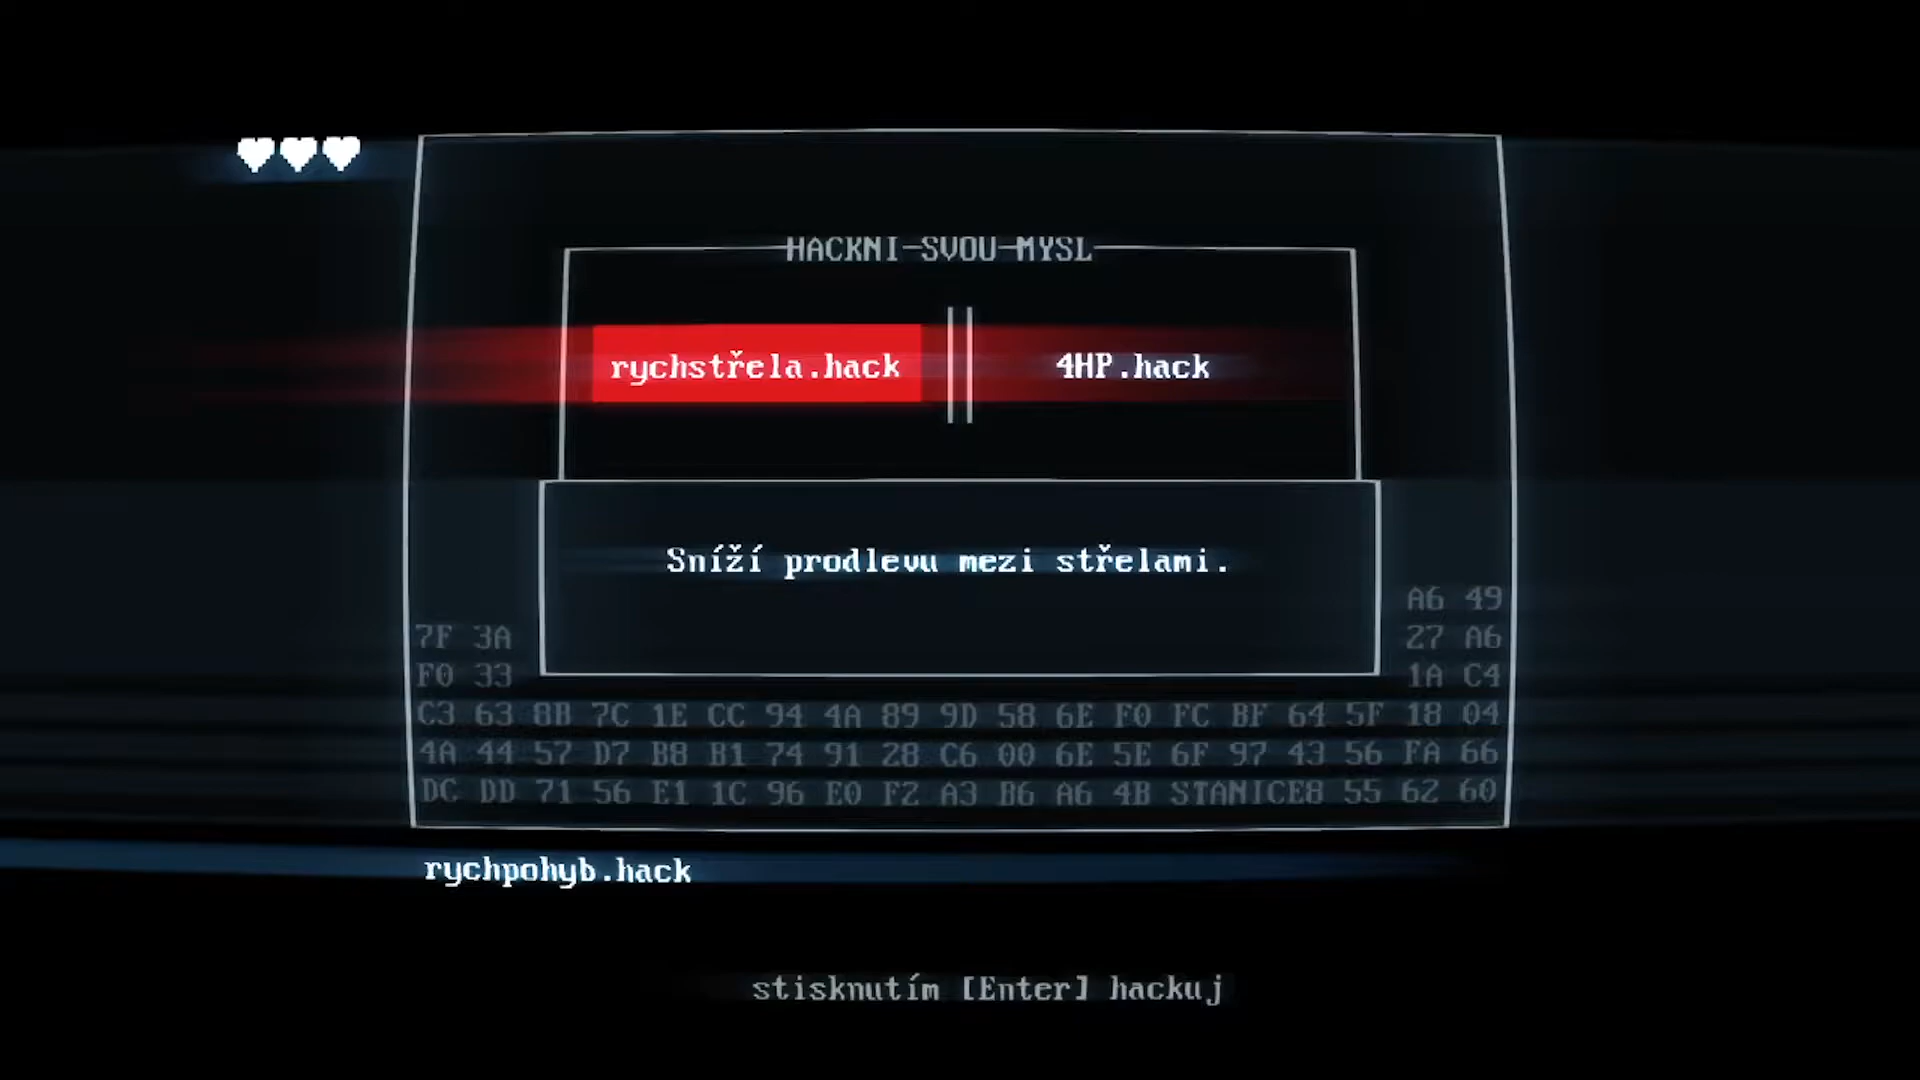 HACKNI SVOU MYSL
rychstřela.hack 4HP.hack
Sníží prodlevu mezi střelami.
A6 49
7F 3A 27 A6
F0 33 1A C4
C3 63 8B 7C 1E CC 94 4A 89 9D 58 6E F0 FC BF 64 5F 18 04
4A 44 57 D7 B8 B1 74 91 28 C6 00 6E 5E 6F 97 43 56 FA 66
DC DD 71 56 E1 1C 96 E0 F2 A3 B6 A6 4B STANICE8 55 62 60
rychpohyb.hack
stisknutím [Enter] hackuj